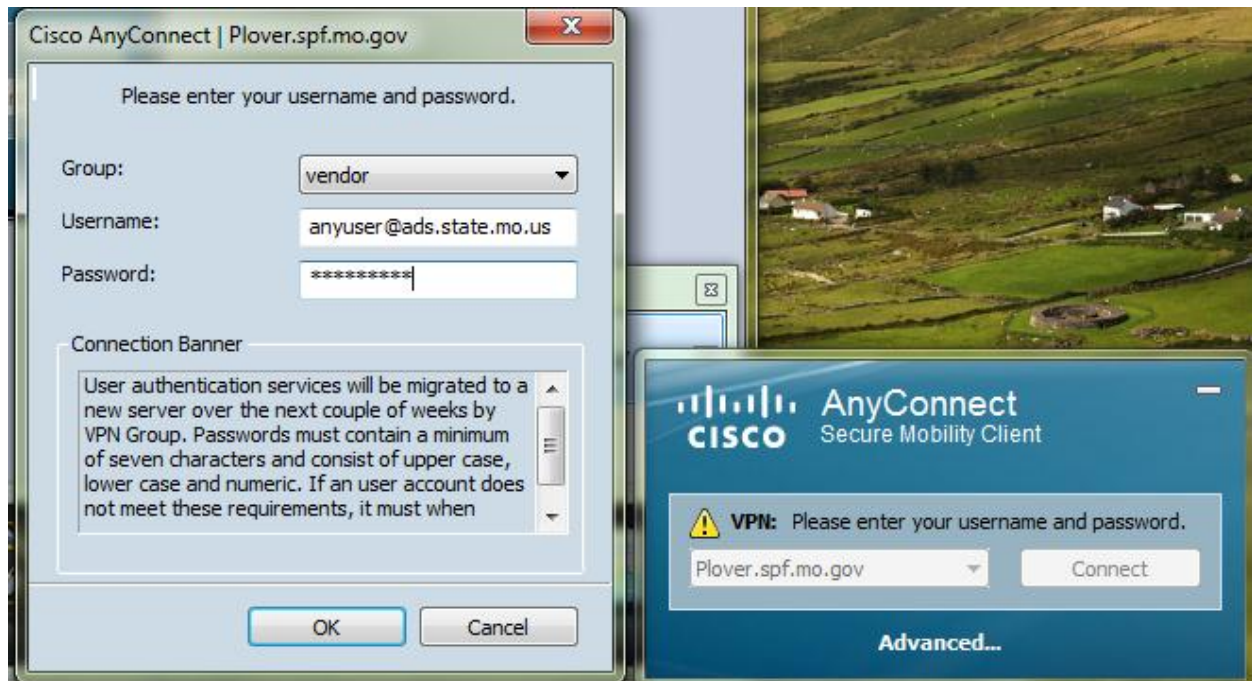 Cisco AnyConnect | Plover.spf.mo.gov
Please enter your username and password.
Group:
vendor
Username:
anyuser@ads.state.mo.us
Password:
*********
Connection Banner
User authentication services will be migrated to a
new server over the next couple of weeks by
VPN Group. Passwords must contain a minimum
of seven characters and consist of upper case,
lower case and numeric. If an user account does
not meet these requirements, it must when
OK
Cancel
CISCO
AnyConnect
Secure Mobility Client
VPN: Please enter your username and password.
Plover.spf.mo.gov
Connect
Advanced...